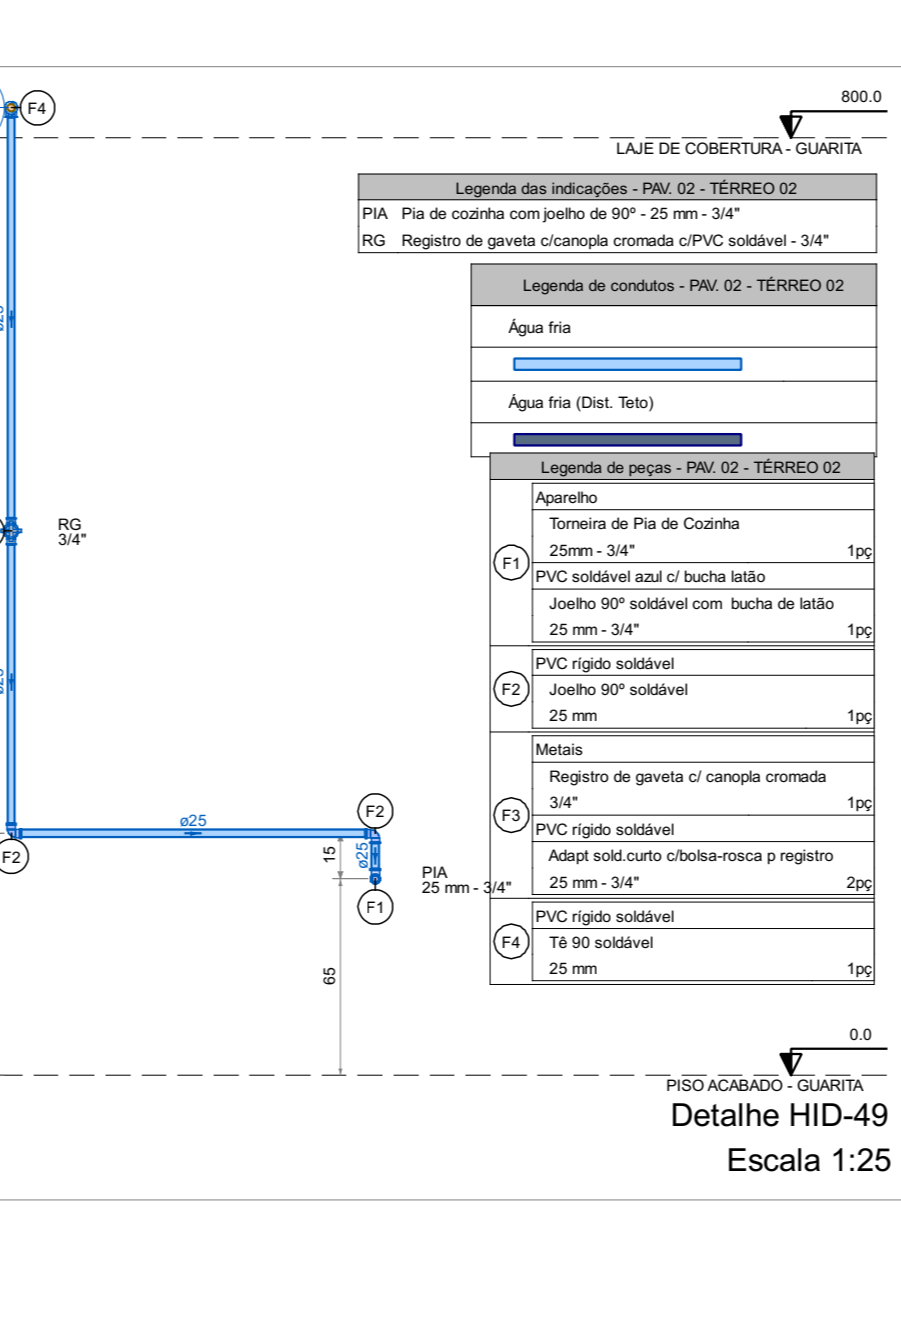 F4
800.0
LAJE DE COBERTURA - GUARITA
Legenda das indicações - PAV. 02 - TÉRREO 02
PIA Pia de cozinha com joelho de 90º - 25 mm - 3/4"
RG Registro de gaveta c/canopla cromada c/PVC soldável - 3/4"
Legenda de condutos - PAV. 02 - TÉRREO 02
Água fria
Água fria (Dist. Teto)
RG
3/4"
ø25
F2
F2
15
ø25
F1
65
PIA
25 mm - 3/4"
Legenda de peças - PAV. 02 - TÉRREO 02
F1
Aparelho
Torneira de Pia de Cozinha
25mm - 3/4" 1pç
PVC soldável azul c/ bucha latão
Joelho 90º soldável com bucha de latão
25 mm - 3/4" 1pç
F2
PVC rígido soldável
Joelho 90º soldável
25 mm 1pç
F3
Metais
Registro de gaveta c/ canopla cromada
3/4" 1pç
PVC rígido soldável
Adapt sold.curto c/bolsa-rosca p registro
25 mm - 3/4" 2pç
F4
PVC rígido soldável
Tê 90 soldável
25 mm 1pç
0.0
PISO ACABADO - GUARITA
Detalhe HID-49
Escala 1:25